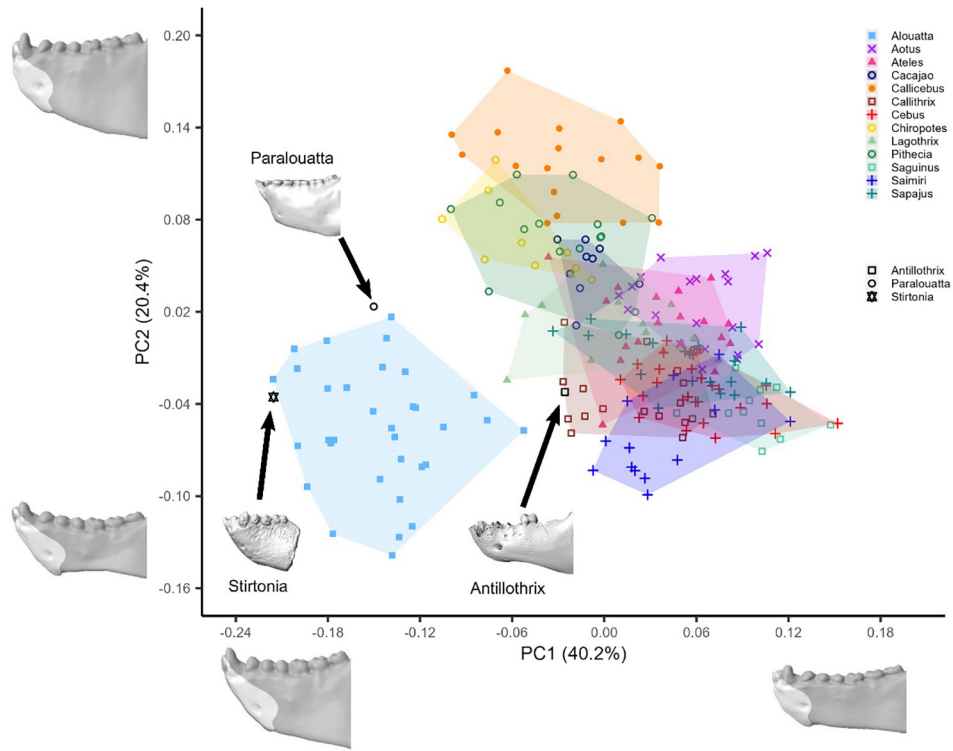 0.20
0.14
0.08
0.02
-0.04
-0.10
-0.16
PC2 (20.4%)
Paralouatta
Stirtonia
Antillothrix
Alouatta
Aotus
Ateles
Cacajao
Callicebus
Callithrix
Cebus
Chiropotes
Lagothrix
Pithecia
Saguinus
Saimiri
Sapajus
Antillothrix
Paralouatta
Stirtonia
-0.24 -0.18 -0.12 -0.06 0.00 0.06 0.12 0.18
PC1 (40.2%)